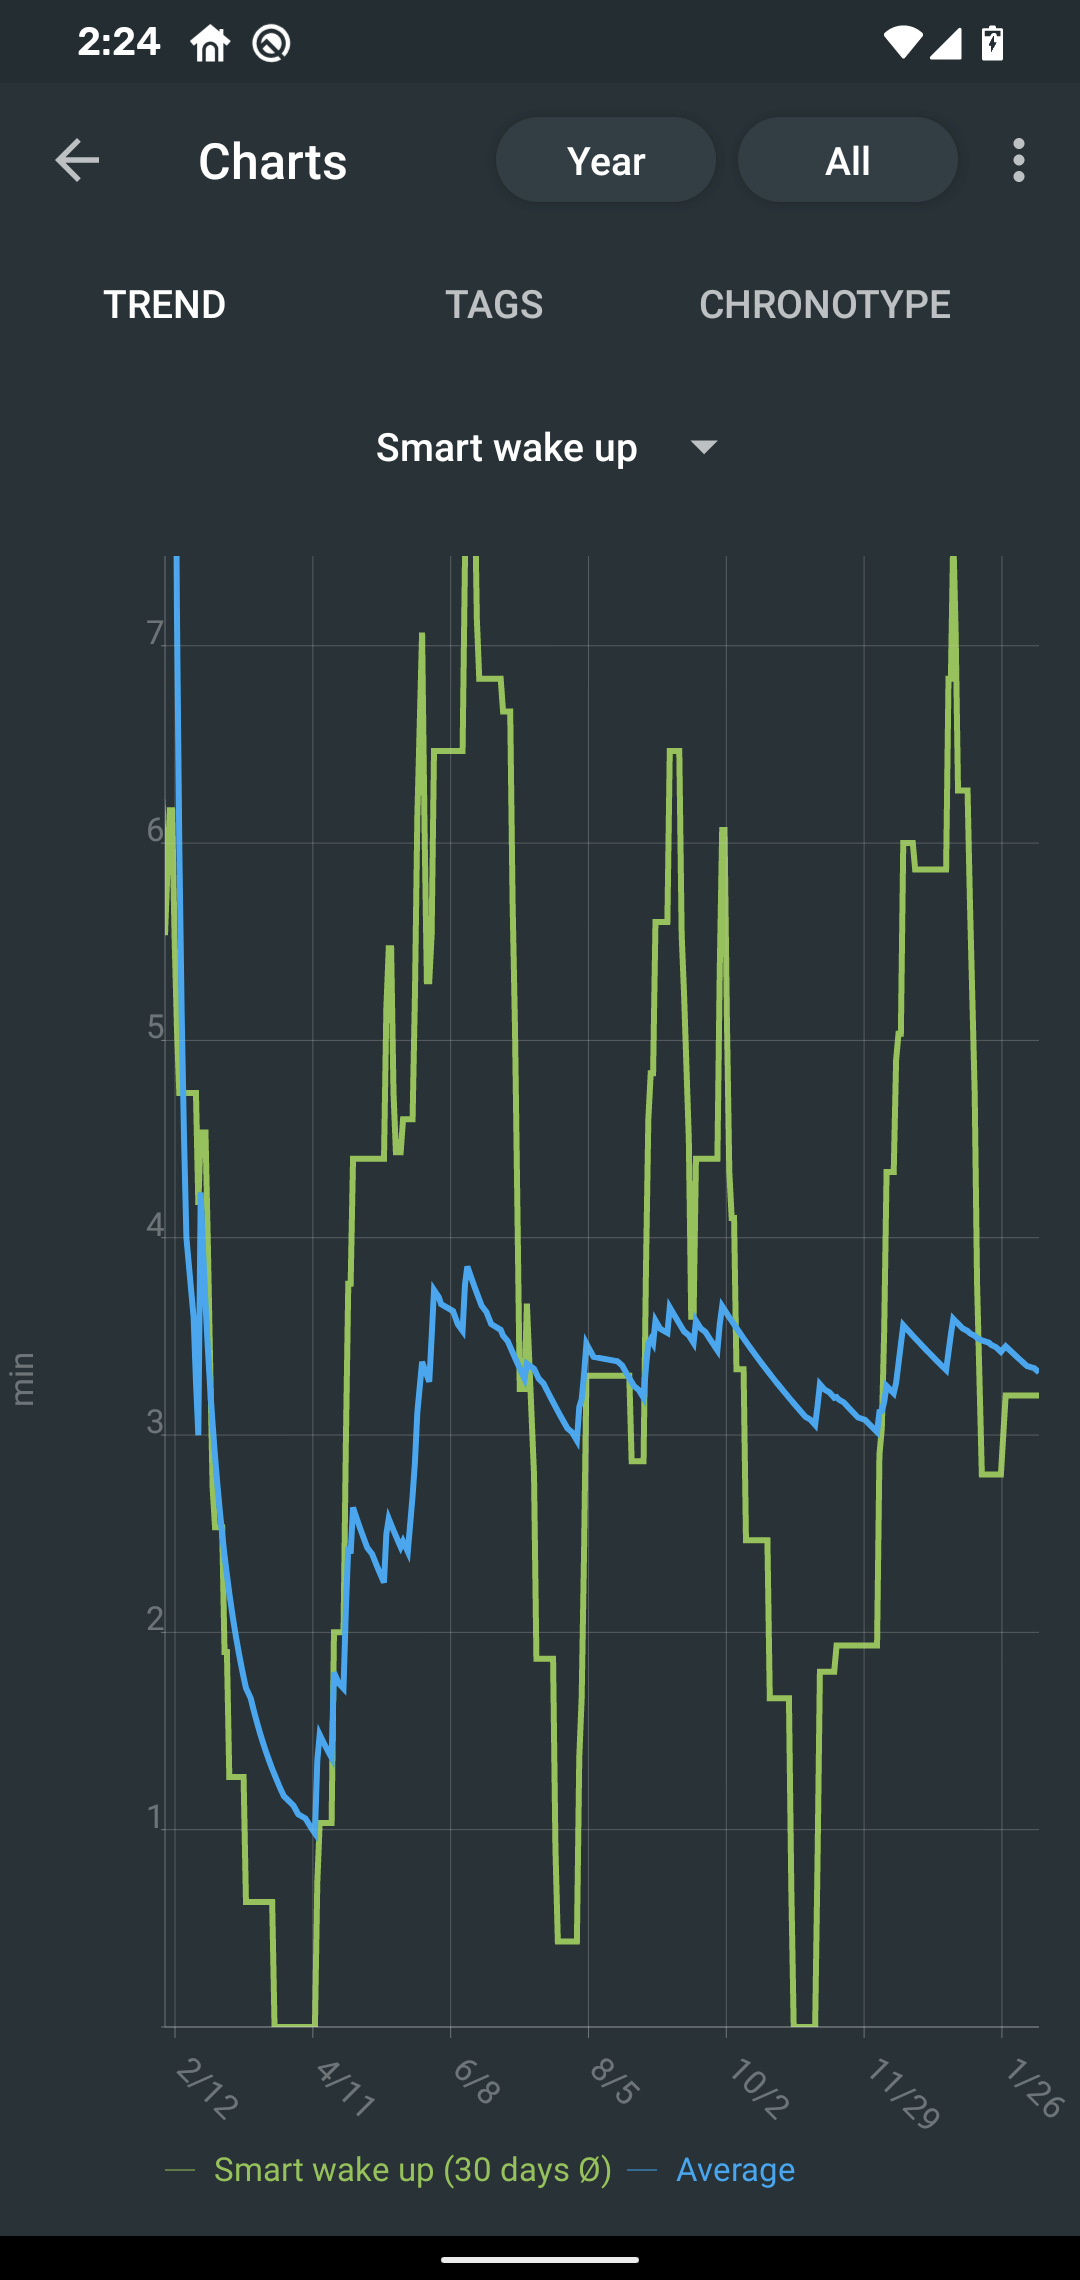 2:24
Charts
Year
All
TREND
TAGS
CHRONOTYPE
Smart wake up
7
6
5
4
3
2
1
min
2/12
4/11
6/8
8/5
10/2
11/29
1/26
Smart wake up (30 days Ø)
Average